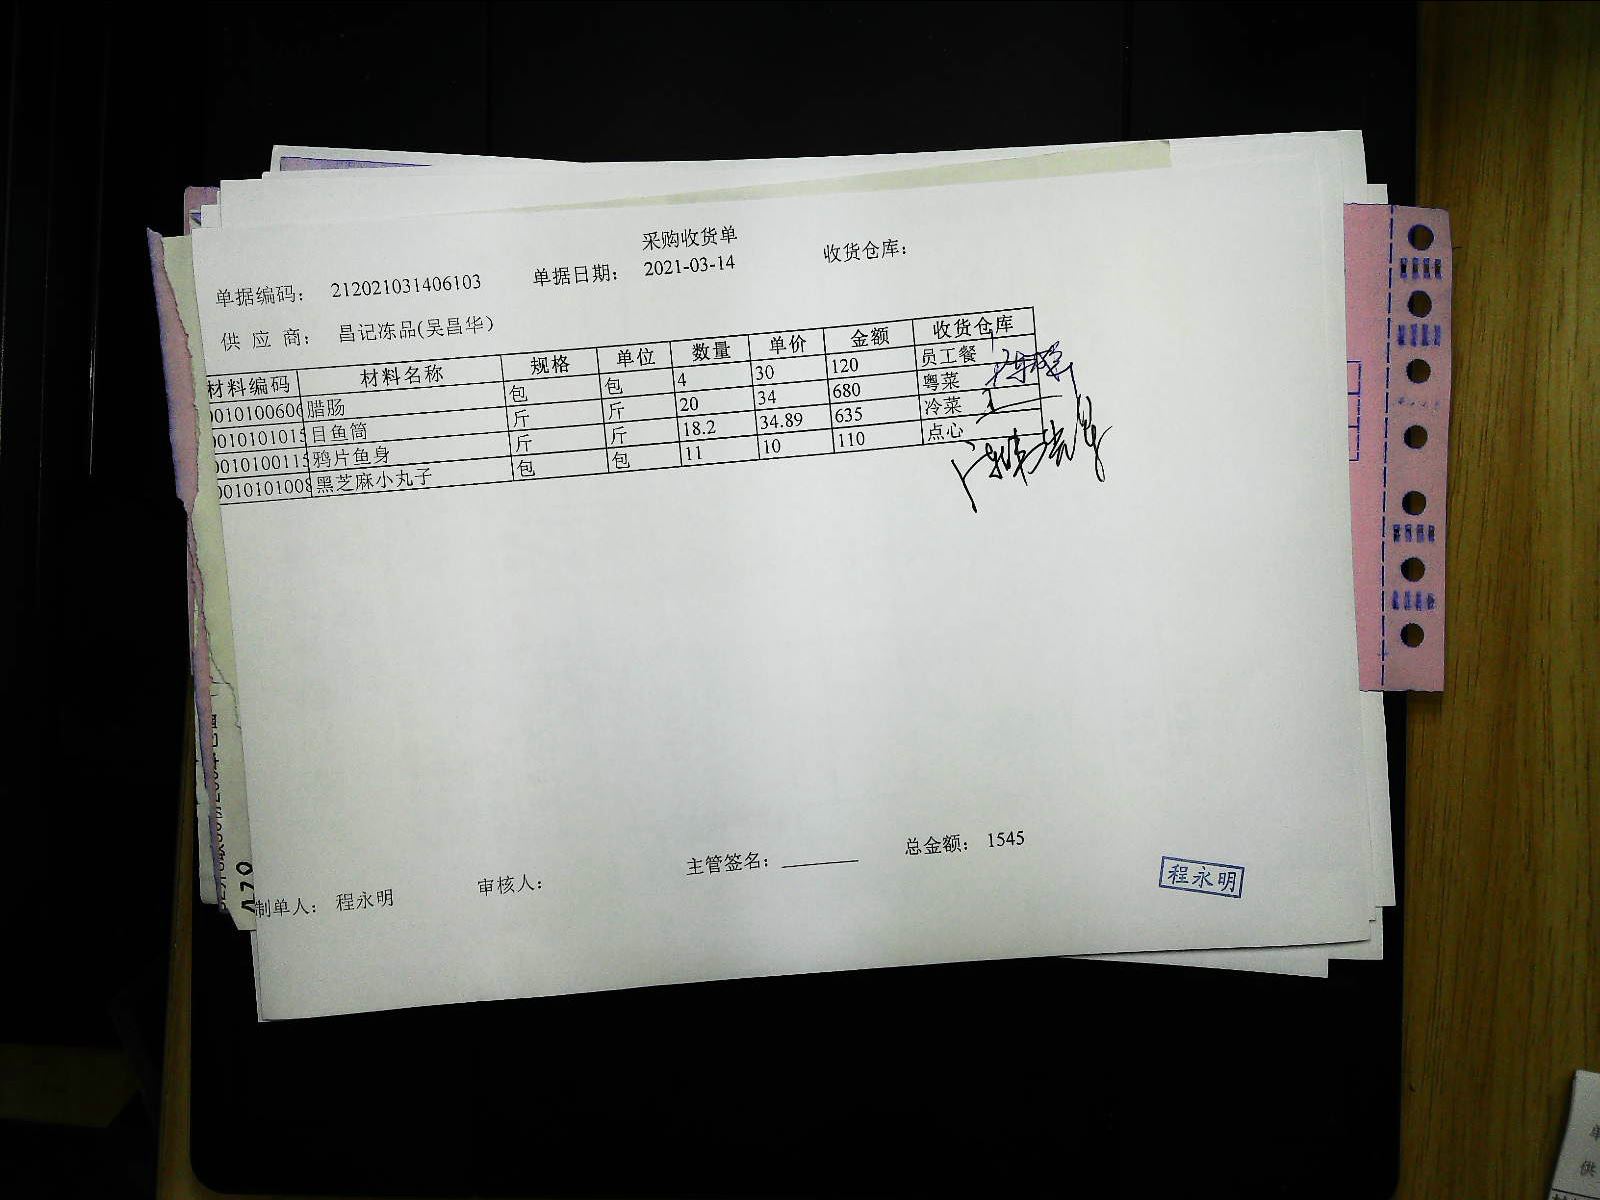 采购收货单
单据编码： 212021031406103 单据日期： 2021-03-14 收货仓库：
供 应 商： 昌记冻品(吴昌华)
材料编码 材料名称 规格 单位 数量 单价 金额 收货仓库
0010100606 腊肠 包 包 4 30 120 员工餐
0010101015 目鱼筒 斤 斤 20 34 680 粤菜
0010100115 鸦片鱼身 斤 斤 18.2 34.89 635 冷菜
0010101008 黑芝麻小丸子 包 包 11 10 110 点心
制单人： 程永明 审核人： 主管签名： 总金额： 1545
程永明
A20